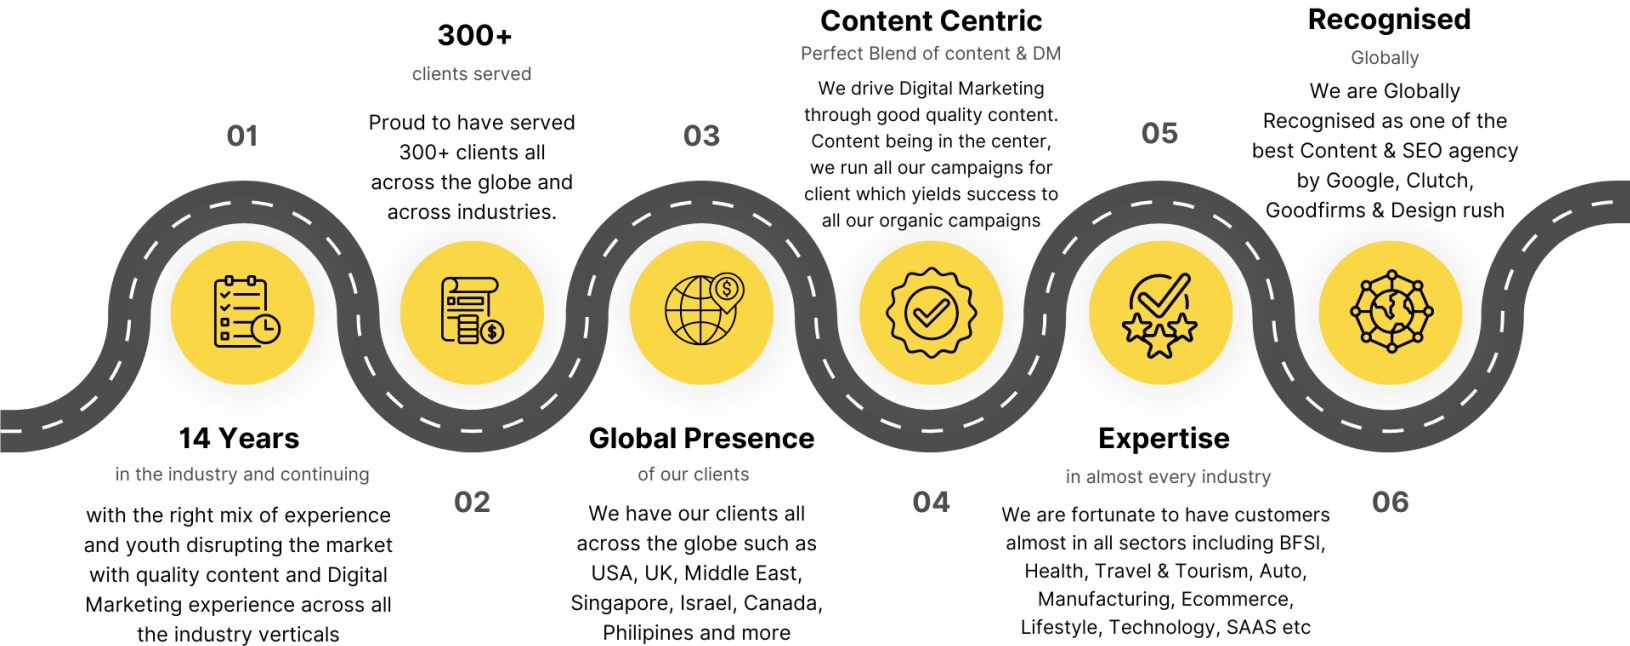 01
14 Years
in the industry and continuing
with the right mix of experience
and youth disrupting the market
with quality content and Digital
Marketing experience across all
the industry verticals
300+
clients served
Proud to have served
300+ clients all
across the globe and
across industries.
02
03
Global Presence
of our clients
We have our clients all
across the globe such as
USA, UK, Middle East,
Singapore, Israel, Canada,
Philipines and more
Content Centric
Perfect Blend of content & DM
We drive Digital Marketing
through good quality content.
Content being in the center,
we run all our campaigns for
client which yields success to
all our organic campaigns
04
05
Expertise
in almost every industry
We are fortunate to have customers
almost in all sectors including BFSI,
Health, Travel & Tourism, Auto,
Manufacturing, Ecommerce,
Lifestyle, Technology, SAAS etc
Recognised
Globally
We are Globally
Recognised as one of the
best Content & SEO agency
by Google, Clutch,
Goodfirms & Design rush
06